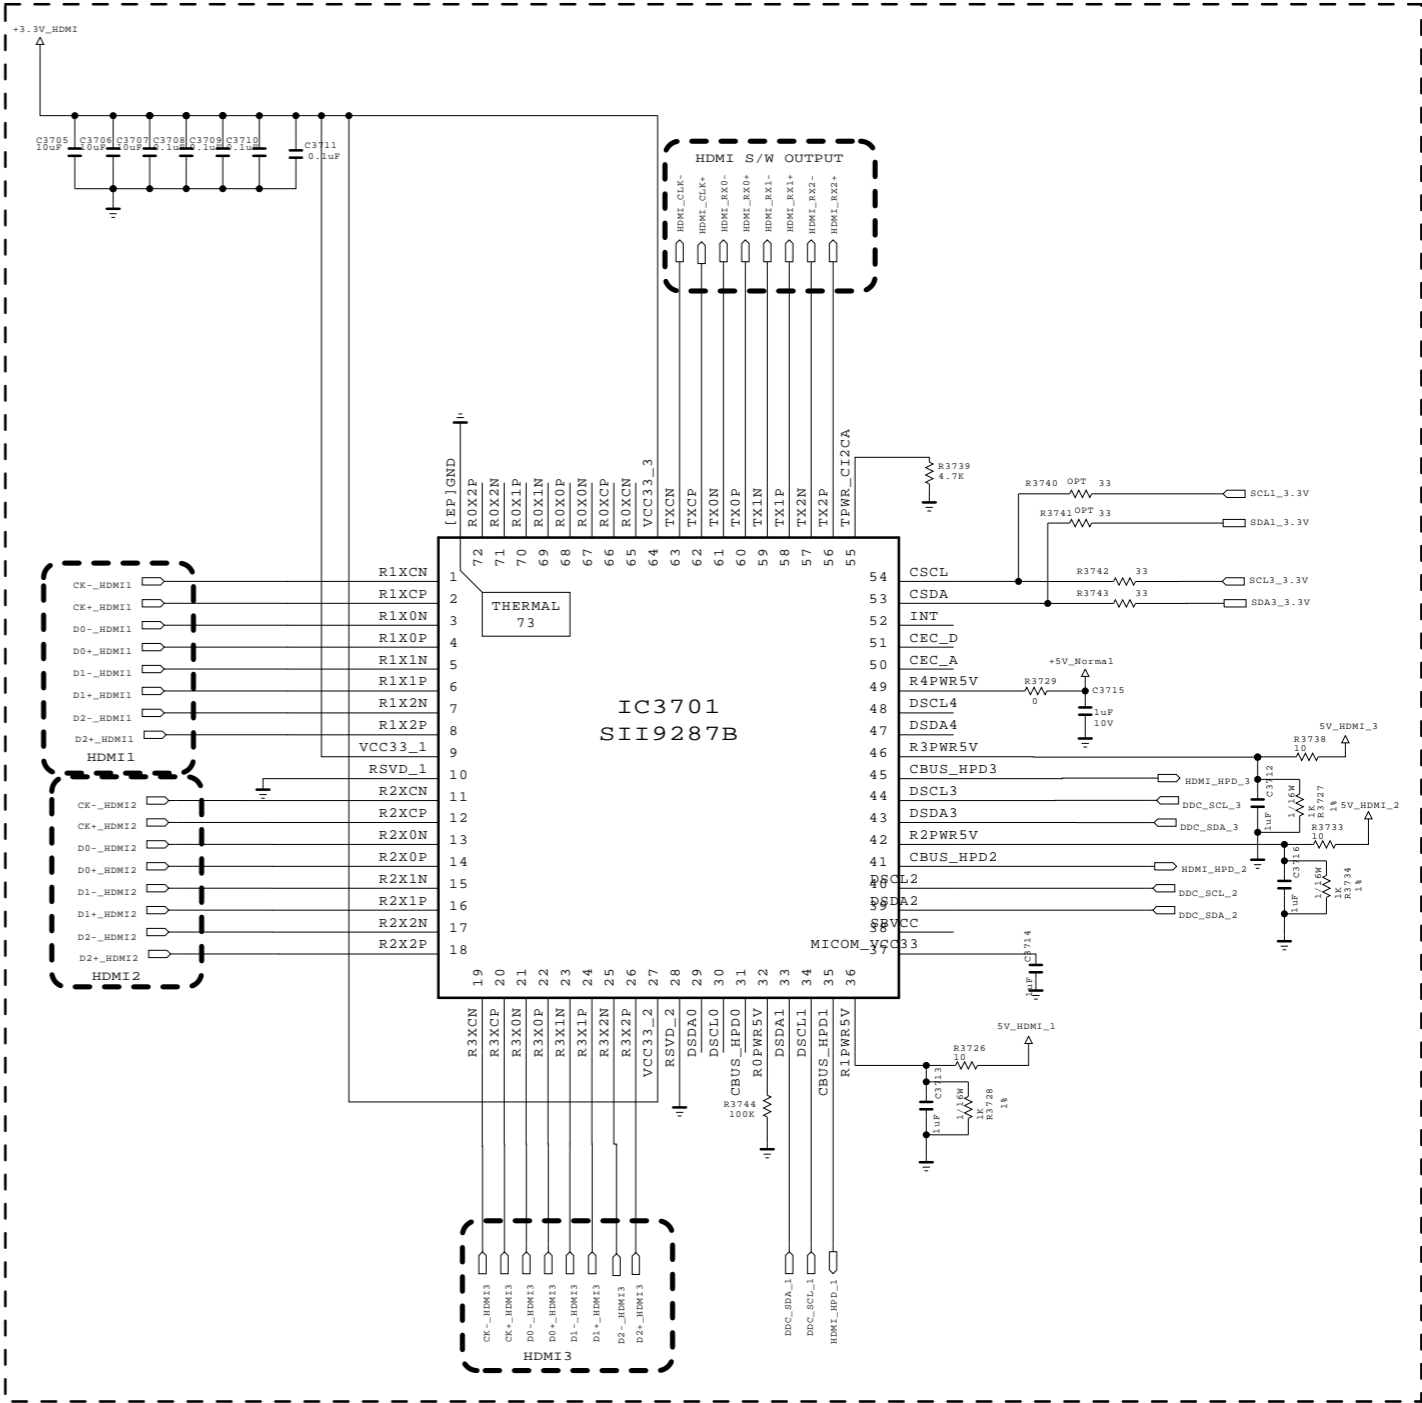 +3.3V_HDMI
C3705
10uF
C3706
10uF
C3707
10uF
C3708
0.1uF
C3709
0.1uF
C3710
0.1uF
C3711
0.1uF
HDMI S/W OUTPUT
HDMI_CLK-
HDMI_CLK+
HDMI_RX0-
HDMI_RX0+
HDMI_RX1-
HDMI_RX1+
HDMI_RX2-
HDMI_RX2+
[EP]GND
R0X2P
R0X2N
R0X1P
R0X1N
R0X0P
R0X0N
R0XCP
R0XCN
VCC33_3
TXCN
TXCP
TX0N
TX0P
TX1N
TX1P
TX2N
TX2P
TPWR_CI2CA
72
71
70
69
68
67
66
65
64
63
62
61
60
59
58
57
56
55
R3739
4.7K
R3740 OPT 33
SCL1_3.3V
R3741 OPT 33
SDA1_3.3V
R3742 33
SCL3_3.3V
R3743 33
SDA3_3.3V
CK-_HDMI1
CK+_HDMI1
D0-_HDMI1
D0+_HDMI1
D1-_HDMI1
D1+_HDMI1
D2-_HDMI1
D2+_HDMI1
HDMI1
CK-_HDMI2
CK+_HDMI2
D0-_HDMI2
D0+_HDMI2
D1-_HDMI2
D1+_HDMI2
D2-_HDMI2
D2+_HDMI2
HDMI2
R1XCN 1
R1XCP 2
R1X0N 3
R1X0P 4
R1X1N 5
R1X1P 6
R1X2N 7
R1X2P 8
VCC33_1 9
RSVD_1 10
R2XCN 11
R2XCP 12
R2X0N 13
R2X0P 14
R2X1N 15
R2X1P 16
R2X2N 17
R2X2P 18
THERMAL
73
IC3701
SII9287B
54 CSCL
53 CSDA
52 INT
51 CEC_D
50 CEC_A
49 R4PWR5V
48 DSCL4
47 DSDA4
46 R3PWR5V
45 CBUS_HPD3
44 DSCL3
43 DSDA3
42 R2PWR5V
41 CBUS_HPD2
40 DSCL2
39 DSDA2
38 SBVCC
37 MICOM_VCC33
+5V_Normal
R3729
0
C3715
1uF
10V
5V_HDMI_3
R3738
10
C3712
1uF
1/16W
1K
R3727
1%
HDMI_HPD_3
DDC_SCL_3
DDC_SDA_3
5V_HDMI_2
R3733
10
C3716
1uF
1/16W
1K
R3734
1%
HDMI_HPD_2
DDC_SCL_2
DDC_SDA_2
C3714
1uF
19
20
21
22
23
24
25
26
27
28
29
30
31
32
33
34
35
36
R3XCN
R3XCP
R3X0N
R3X0P
R3X1N
R3X1P
R3X2N
R3X2P
VCC33_2
RSVD_2
DSDA0
DSCL0
CBUS_HPD0
R0PWR5V
DSDA1
DSCL1
CBUS_HPD1
R1PWR5V
R3744
100K
5V_HDMI_1
R3726
10
C3713
1uF
1/16W
1K
R3728
1%
CK-_HDMI3
CK+_HDMI3
D0-_HDMI3
D0+_HDMI3
D1-_HDMI3
D1+_HDMI3
D2-_HDMI3
D2+_HDMI3
HDMI3
DDC_SDA_1
DDC_SCL_1
HDMI_HPD_1